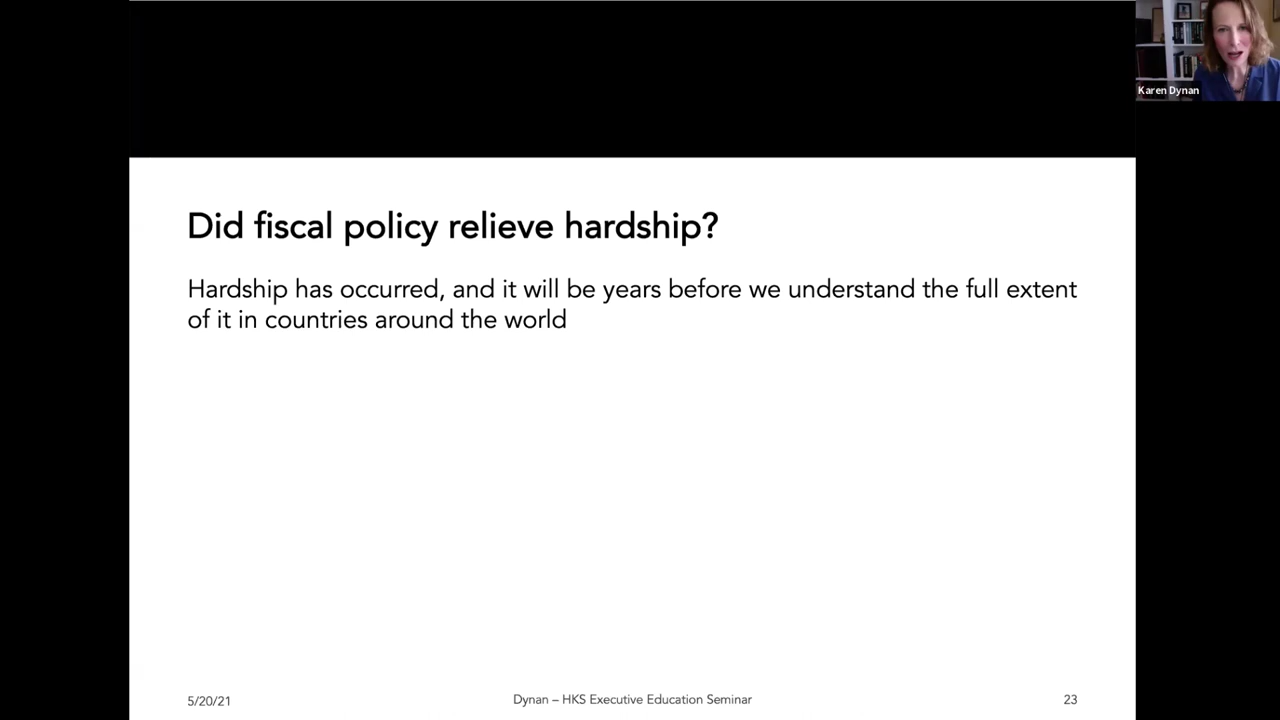 Karen Dynan
Did fiscal policy relieve hardship?
Hardship has occurred, and it will be years before we understand the full extent
of it in countries around the world
5/20/21
Dynan – HKS Executive Education Seminar
23